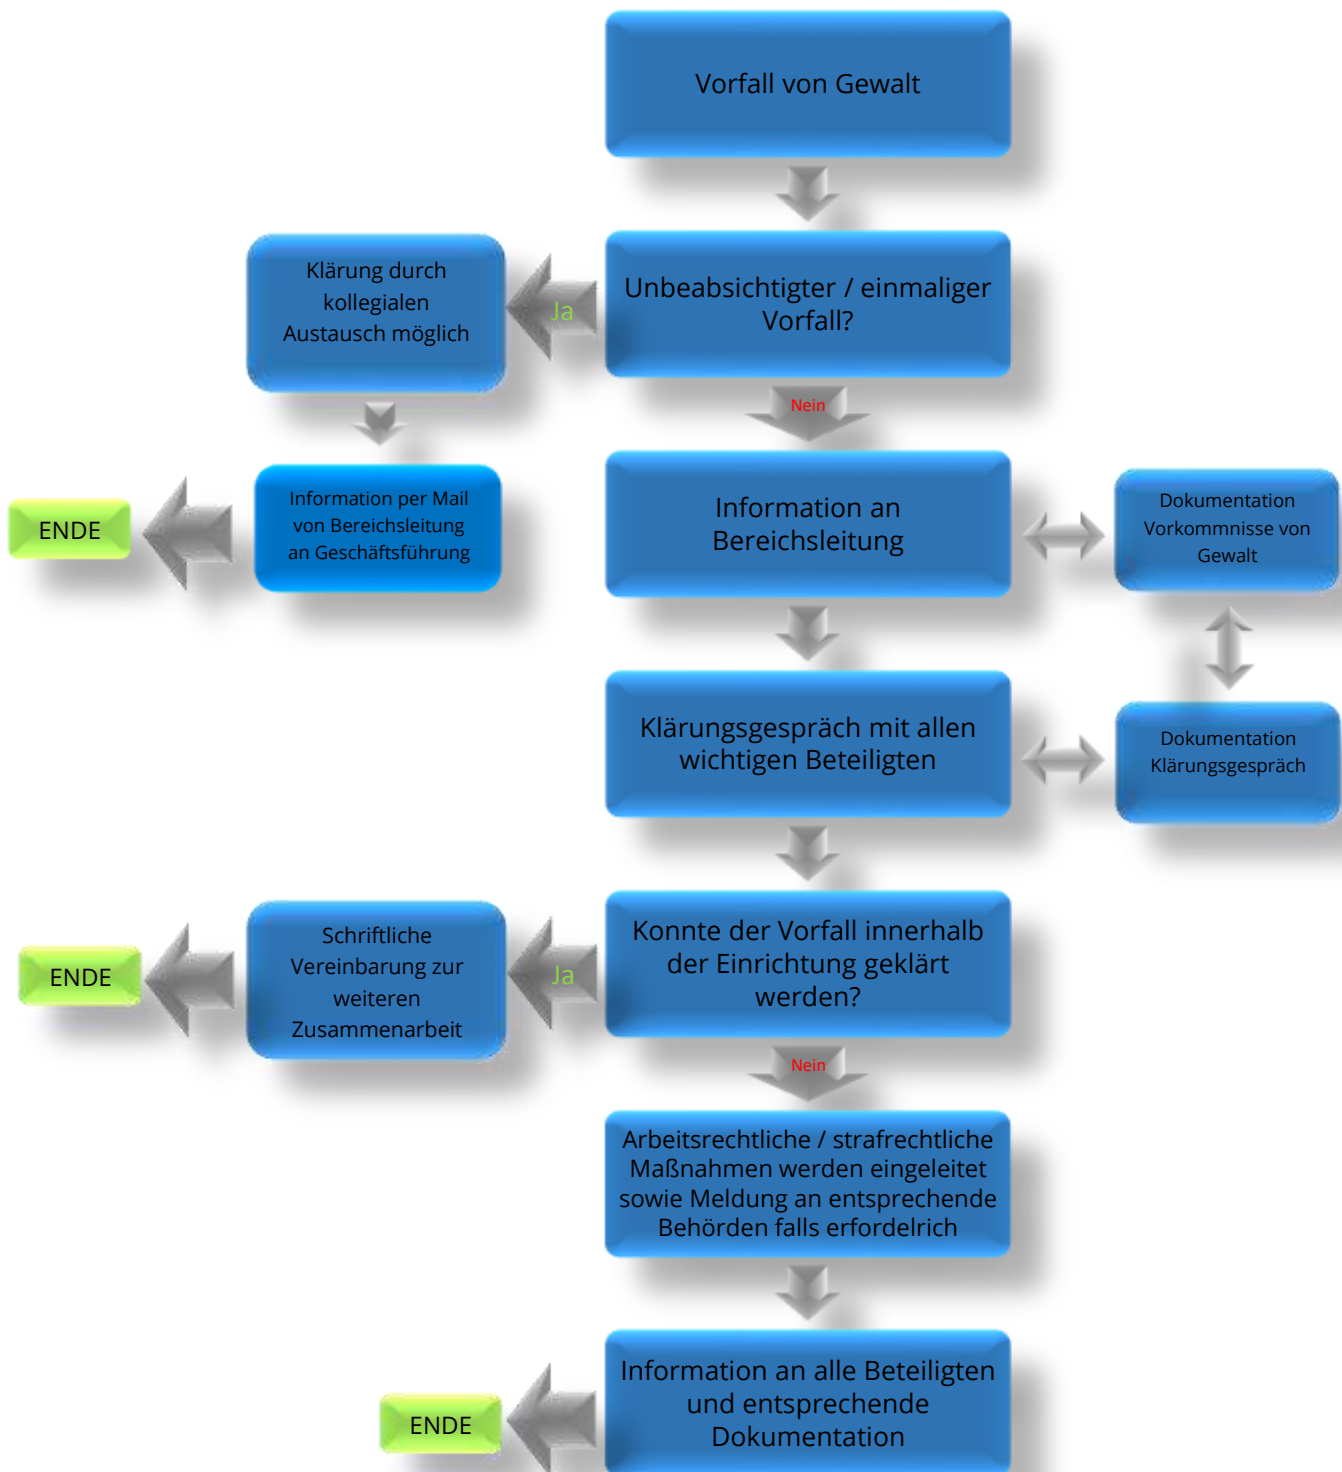 Vorfall von Gewalt
Klärung durch
kollegialen
Austausch möglich
Ja
Unbeabsichtigter / einmaliger
Vorfall?
Nein
ENDE
Information per Mail
von Bereichsleitung
an Geschäftsführung
Information an
Bereichsleitung
Dokumentation
Vorkommnisse von
Gewalt
Klärungsgespräch mit allen
wichtigen Beteiligten
Dokumentation
Klärungsgespräch
ENDE
Schriftliche
Vereinbarung zur
weiteren
Zusammenarbeit
Ja
Konnte der Vorfall innerhalb
der Einrichtung geklärt
werden?
Nein
Arbeitsrechtliche / strafrechtliche
Maßnahmen werden eingeleitet
sowie Meldung an entsprechende
Behörden falls erfordelrich
ENDE
Information an alle Beteiligten
und entsprechende
Dokumentation